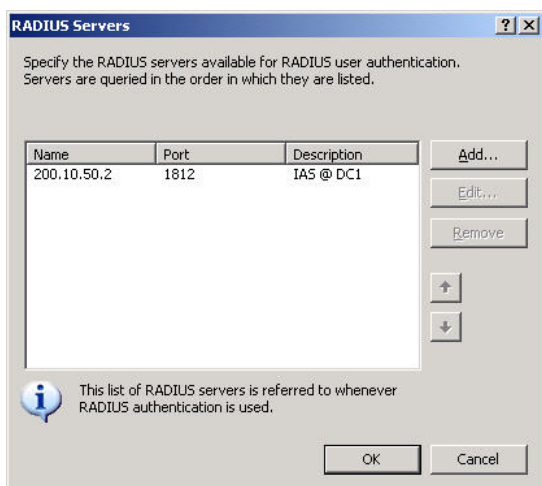 RADIUS Servers
Specify the RADIUS servers available for RADIUS user authentication.
Servers are queried in the order in which they are listed.
Name Port Description
200.10.50.2 1812 IAS @ DC1
Add...
Edit...
Remove
This list of RADIUS servers is referred to whenever
RADIUS authentication is used.
OK Cancel